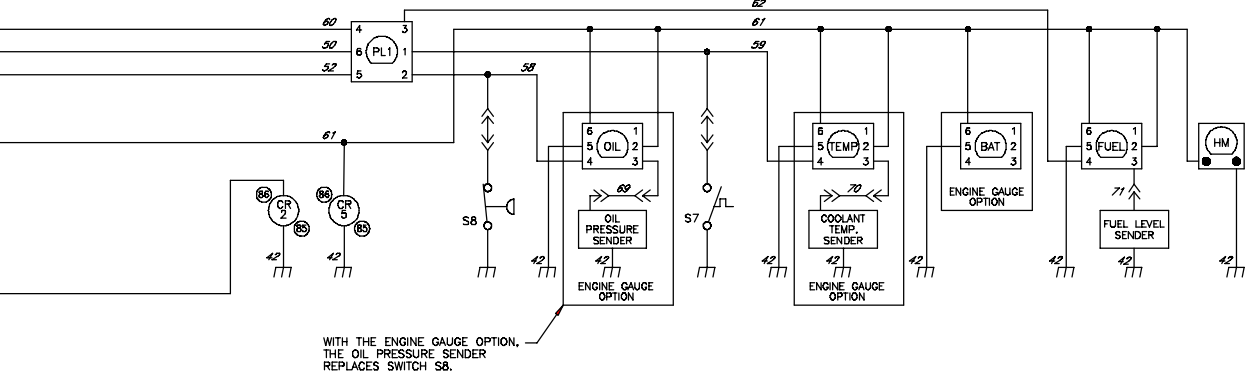 62
60
4
3
61
50
6
PL1
1
59
52
5
2
58
61
6
1
5
OIL
2
4
3
6
1
5
TEMP
2
4
3
6
1
5
BAT
2
4
3
6
1
5
FUEL
2
4
3
HM
86
CR
2
85
86
CR
5
85
S8
69
OIL
PRESSURE
SENDER
S7
70
COOLANT
TEMP.
SENDER
ENGINE GAUGE
OPTION
71
FUEL LEVEL
SENDER
42
42
42
42
42
42
42
42
42
42
ENGINE GAUGE
OPTION
ENGINE GAUGE
OPTION
WITH THE ENGINE GAUGE OPTION,
THE OIL PRESSURE SENDER
REPLACES SWITCH S8.